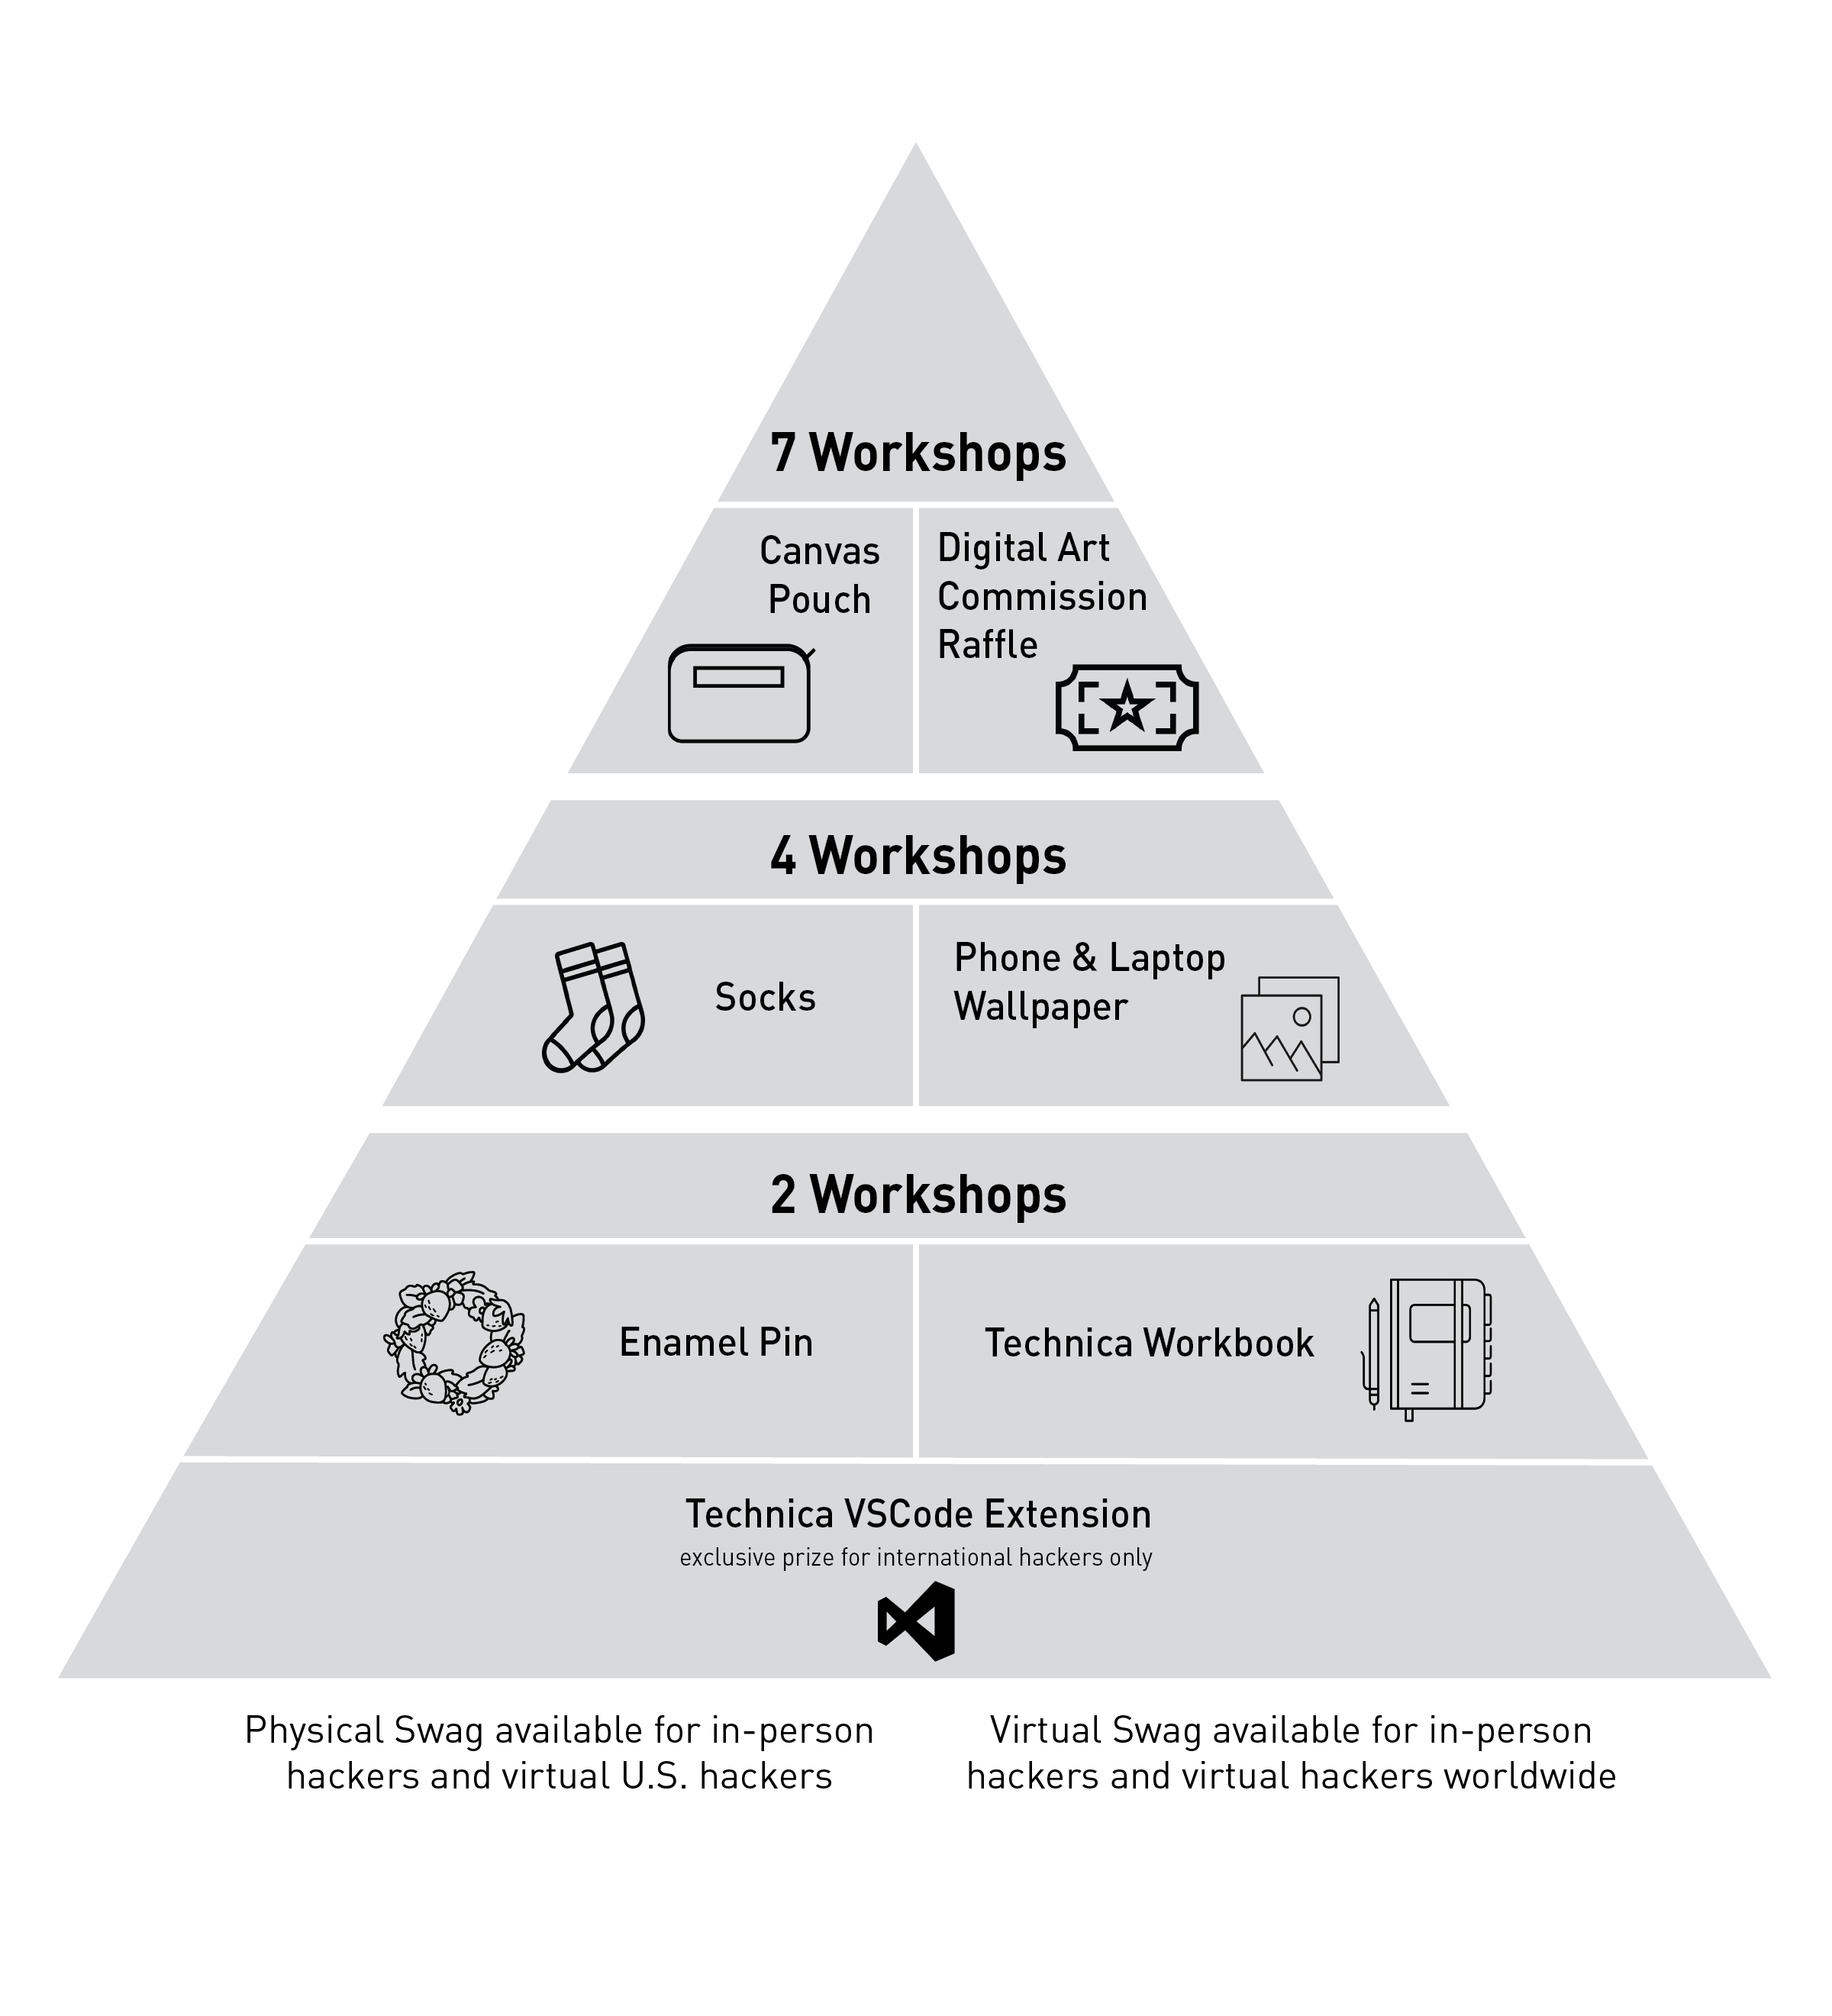 7 Workshops
Canvas
Pouch
Digital Art
Commission
Raffle
4 Workshops
Socks
Phone & Laptop
Wallpaper
2 Workshops
Enamel Pin
Technica Workbook
Technica VSCode Extension
exclusive prize for international hackers only
Physical Swag available for in-person
hackers and virtual U.S. hackers
Virtual Swag available for in-person
hackers and virtual hackers worldwide